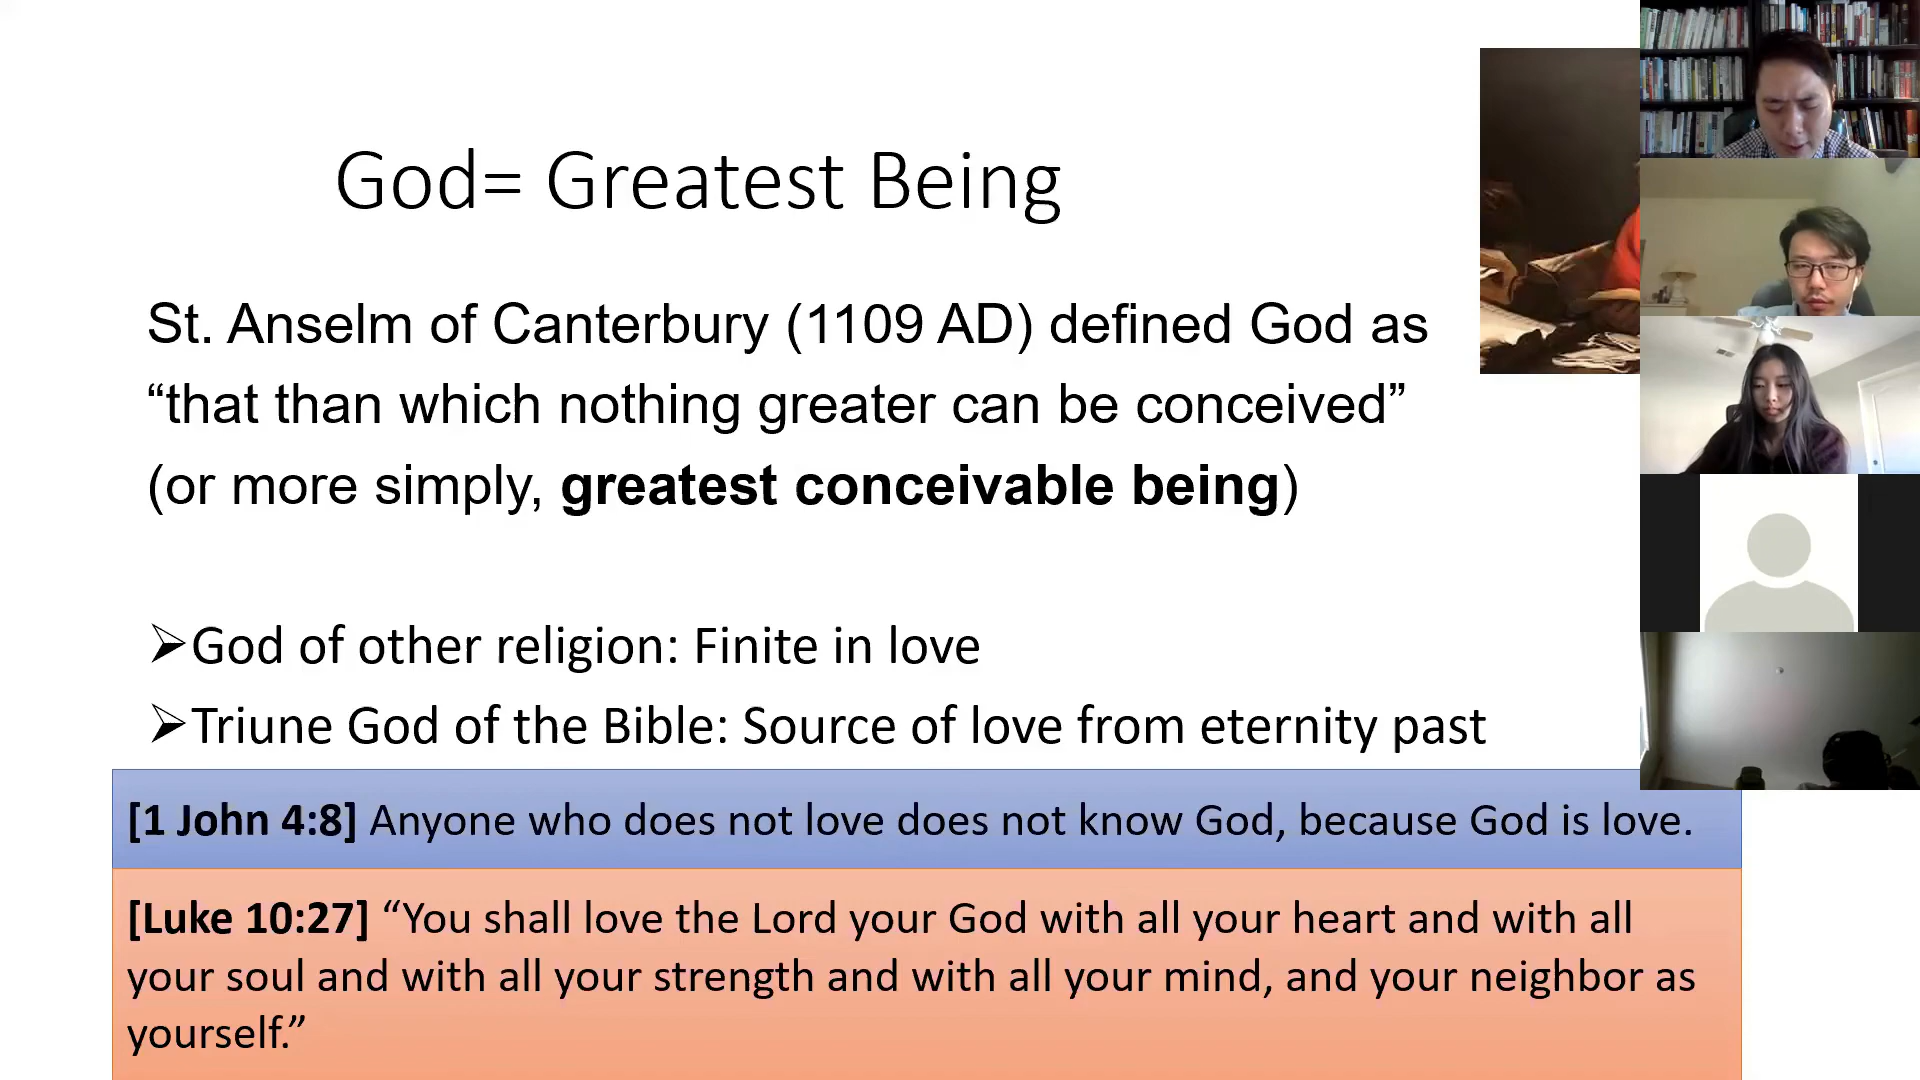 God= Greatest Being
St. Anselm of Canterbury (1109 AD) defined God as
“that than which nothing greater can be conceived”
(or more simply, greatest conceivable being)
➢God of other religion: Finite in love
➢Triune God of the Bible: Source of love from eternity past
[1 John 4:8] Anyone who does not love does not know God, because God is love.
[Luke 10:27] “You shall love the Lord your God with all your heart and with all
your soul and with all your strength and with all your mind, and your neighbor as
yourself.”